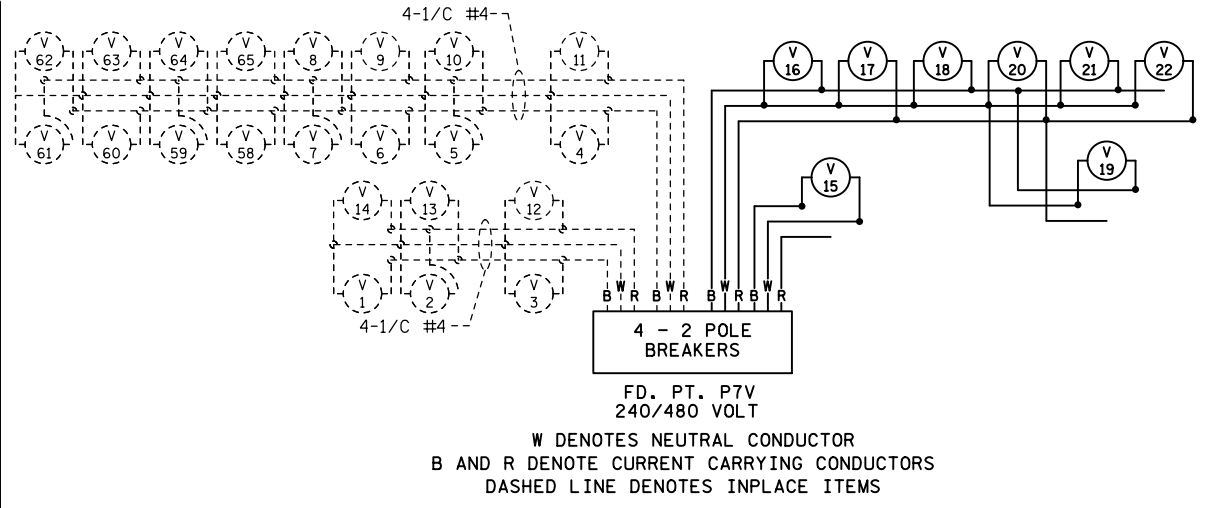 4-1/C #4
V 62 V 63 V 64 V 65 V 8 V 9 V 10 V 11
V 16 V 17 V 18 V 20 V 21 V 22
V 61 V 60 V 59 V 58 V 7 V 6 V 5 V 4
V 19
V 15
V 14 V 13 V 12
V 1 V 2 V 3
B W R B W R B W R B W R
4-1/C #4
4 - 2 POLE
BREAKERS
FD. PT. P7V
240/480 VOLT
W DENOTES NEUTRAL CONDUCTOR
B AND R DENOTE CURRENT CARRYING CONDUCTORS
DASHED LINE DENOTES INPLACE ITEMS